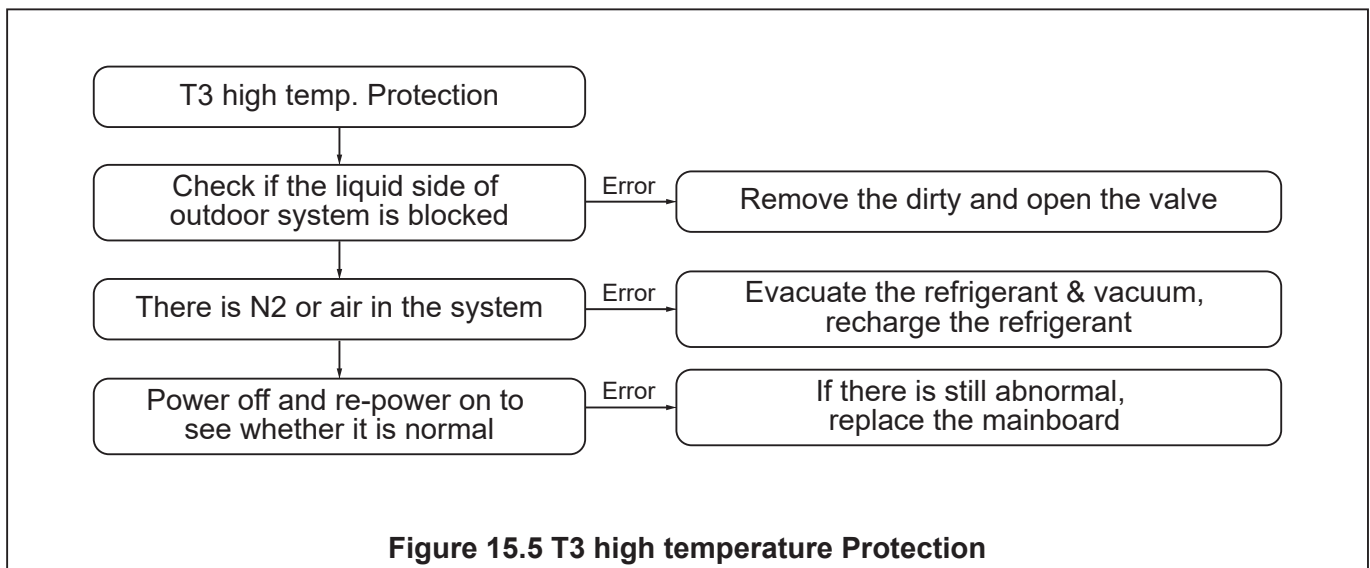 T3 high temp. Protection
Check if the liquid side of
outdoor system is blocked
Error
Remove the dirty and open the valve
There is N2 or air in the system
Error
Evacuate the refrigerant & vacuum,
recharge the refrigerant
Power off and re-power on to
see whether it is normal
Error
If there is still abnormal,
replace the mainboard
Figure 15.5 T3 high temperature Protection